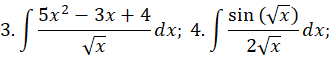 3. ∫ (5x² − 3x + 4)/√x dx; 4. ∫ sin (√x)/(2√x) dx;